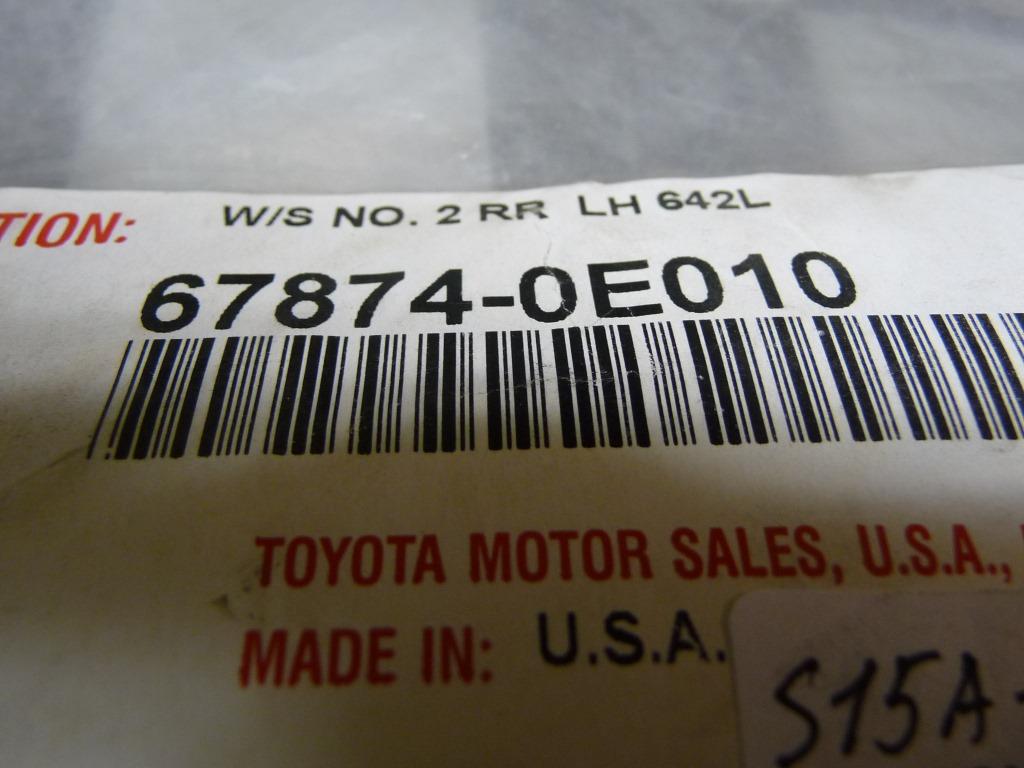 TION: W/S NO. 2 RR LH 642L
67874-0E010
TOYOTA MOTOR SALES, U.S.A.,
MADE IN: U.S.A.
S15A-